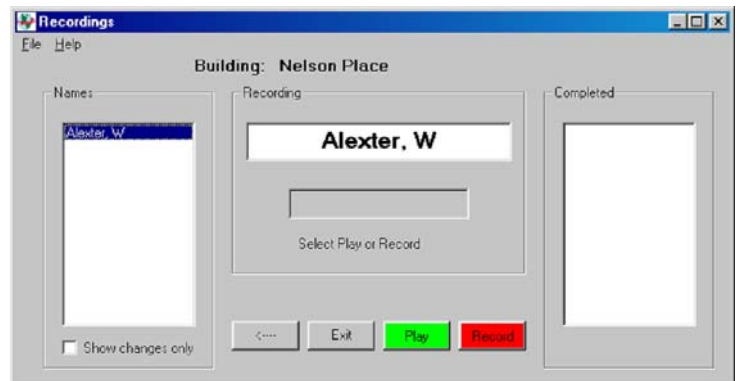 Recordings
File Help
Building: Nelson Place
Names
Alexter, W
Show changes only
Recording
Alexter, W
Select Play or Record
<---- Exit Play Record
Completed